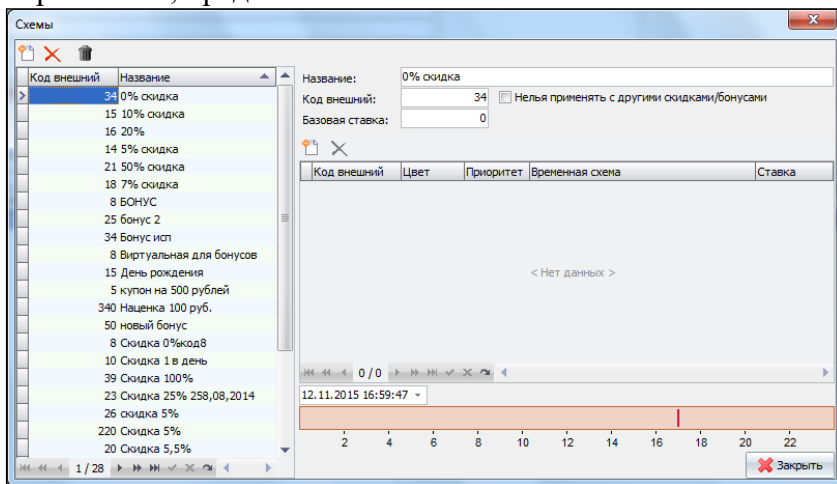 Схемы
Код внешний Название
34 0% скидка
15 10% скидка
16 20%
14 5% скидка
21 50% скидка
18 7% скидка
8 БОНУС
25 бонус 2
34 Бонус исп
8 Виртуальная для бонусов
15 День рождения
5 купон на 500 рублей
340 Наценка 100 руб.
50 новый бонус
8 Скидка 0%код8
10 Скидка 1 в день
39 Скидка 100%
23 Скидка 25% 258,08,2014
26 скидка 5%
220 Скидка 5%
20 Скидка 5,5%
1 / 28
Название: 0% скидка
Код внешний: 34 Нелья применять с другими скидками/бонусами
Базовая ставка: 0
Код внешний Цвет Приоритет Временная схема Ставка
< Нет данных >
0 / 0
12.11.2015 16:59:47
2 4 6 8 10 12 14 16 18 20 22
Закрыть